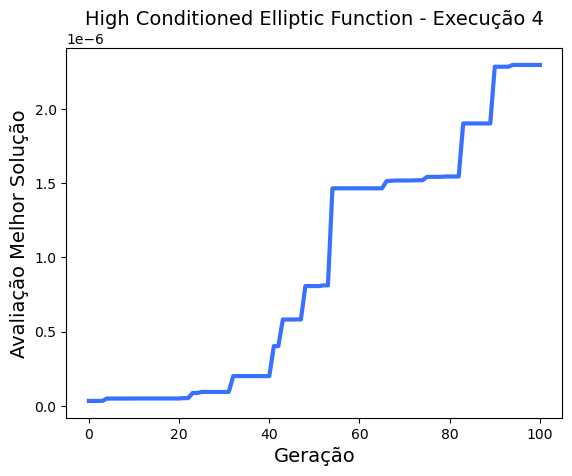 High Conditioned Elliptic Function - Execução 4
1e−6
2.0
1.5
1.0
0.5
0.0
Avaliação Melhor Solução
0 20 40 60 80 100
Geração